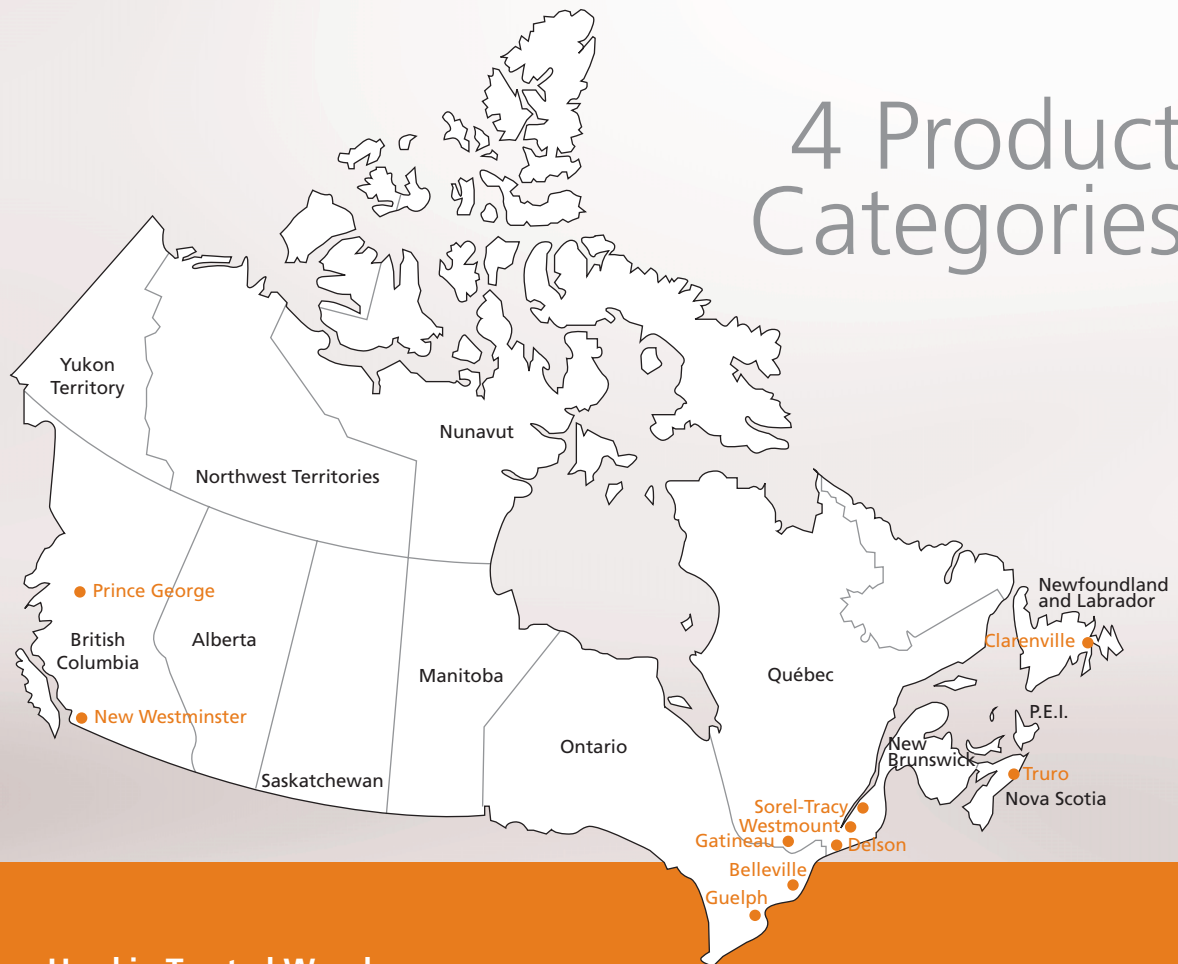 4 Product
Categories
Yukon
Territory
Nunavut
Northwest Territories
Prince George
British
Columbia
Alberta
New Westminster
Saskatchewan
Manitoba
Ontario
Québec
Newfoundland
and Labrador
Clarenville
P.E.I.
New
Brunswick
Truro
Nova Scotia
Sorel-Tracy
Westmount
Gatineau
Delson
Belleville
Guelph